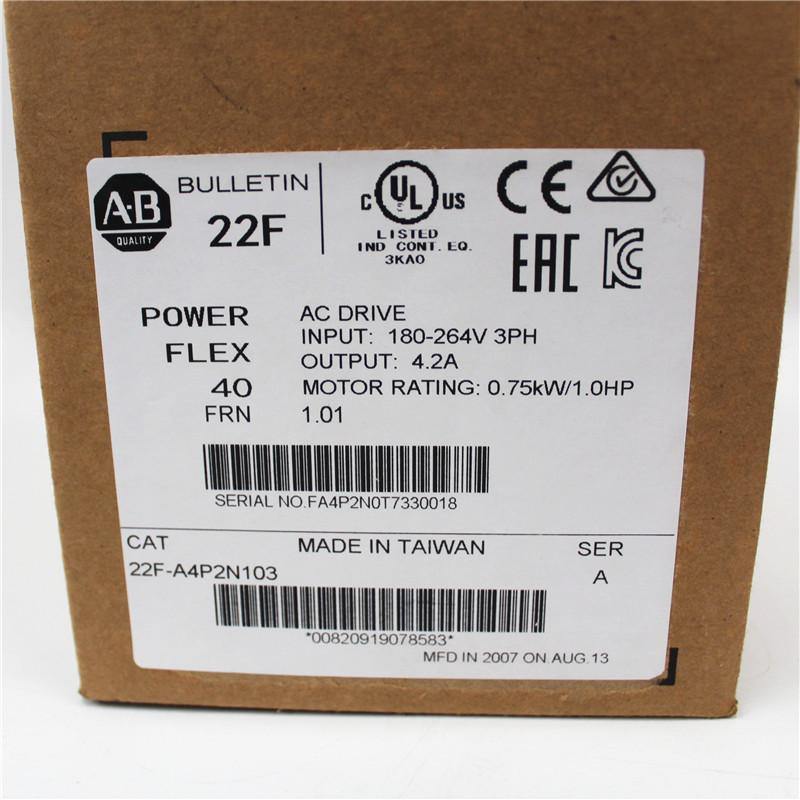 A-B
QUALITY
BULLETIN
22F
C UL US
LISTED
IND CONT. EQ.
3KA0
CE
EAC
KC
POWER
FLEX
40
AC DRIVE
INPUT: 180-264V 3PH
OUTPUT: 4.2A
MOTOR RATING: 0.75kW/1.0HP
FRN 1.01
SERIAL NO.FA4P2N0T7330018
CAT MADE IN TAIWAN SER
22F-A4P2N103 A
*00820919078583*
MFD IN 2007 ON AUG.13